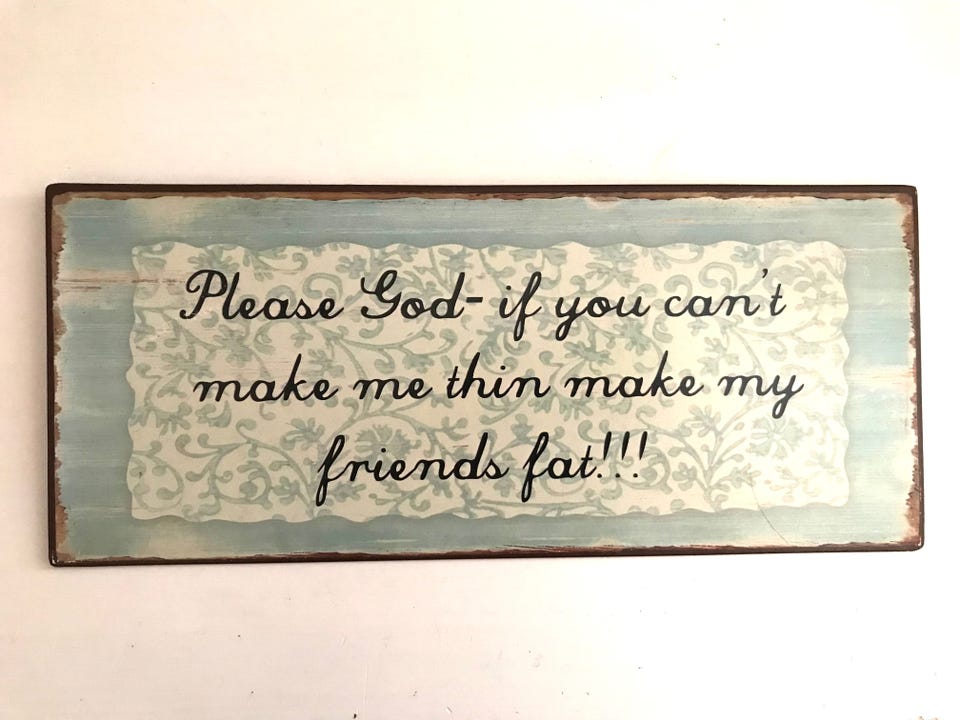 Please God- if you can't
make me thin make my
friends fat!!!